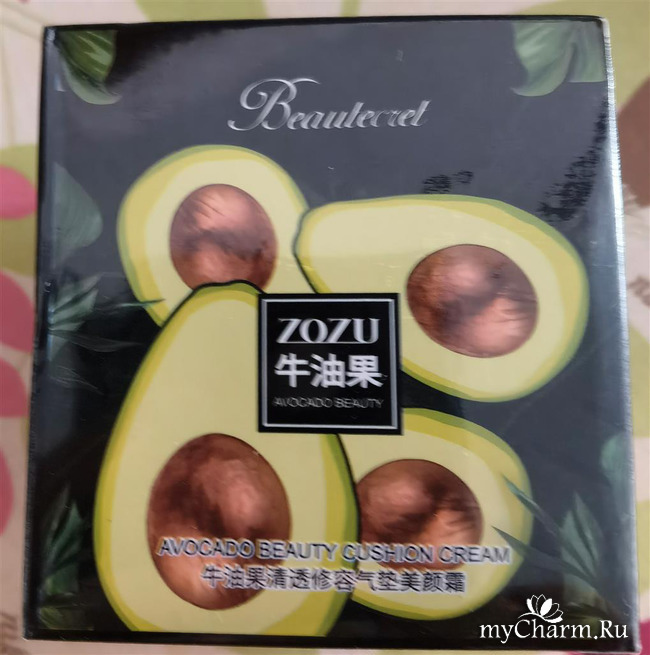 Beautecret
ZOZU
牛油果
AVOCADO BEAUTY
AVOCADO BEAUTY CUSHION CREAM
牛油果清透修容气垫美颜霜
myCharm.Ru